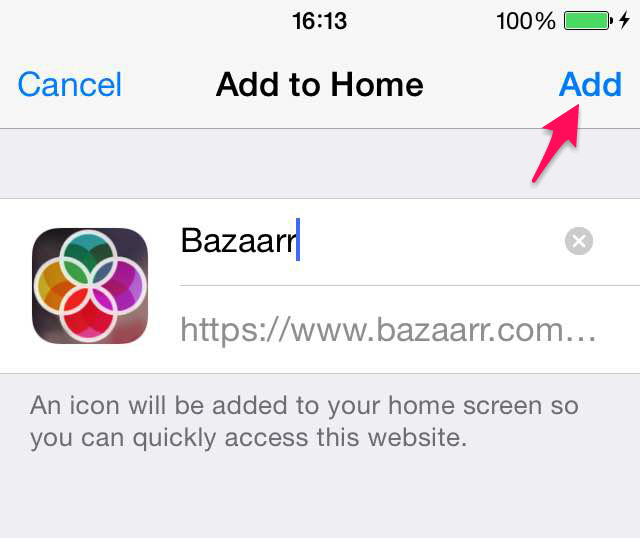 16:13 100%
Cancel Add to Home Add
Bazaarr
https://www.bazaarr.com...
An icon will be added to your home screen so
you can quickly access this website.